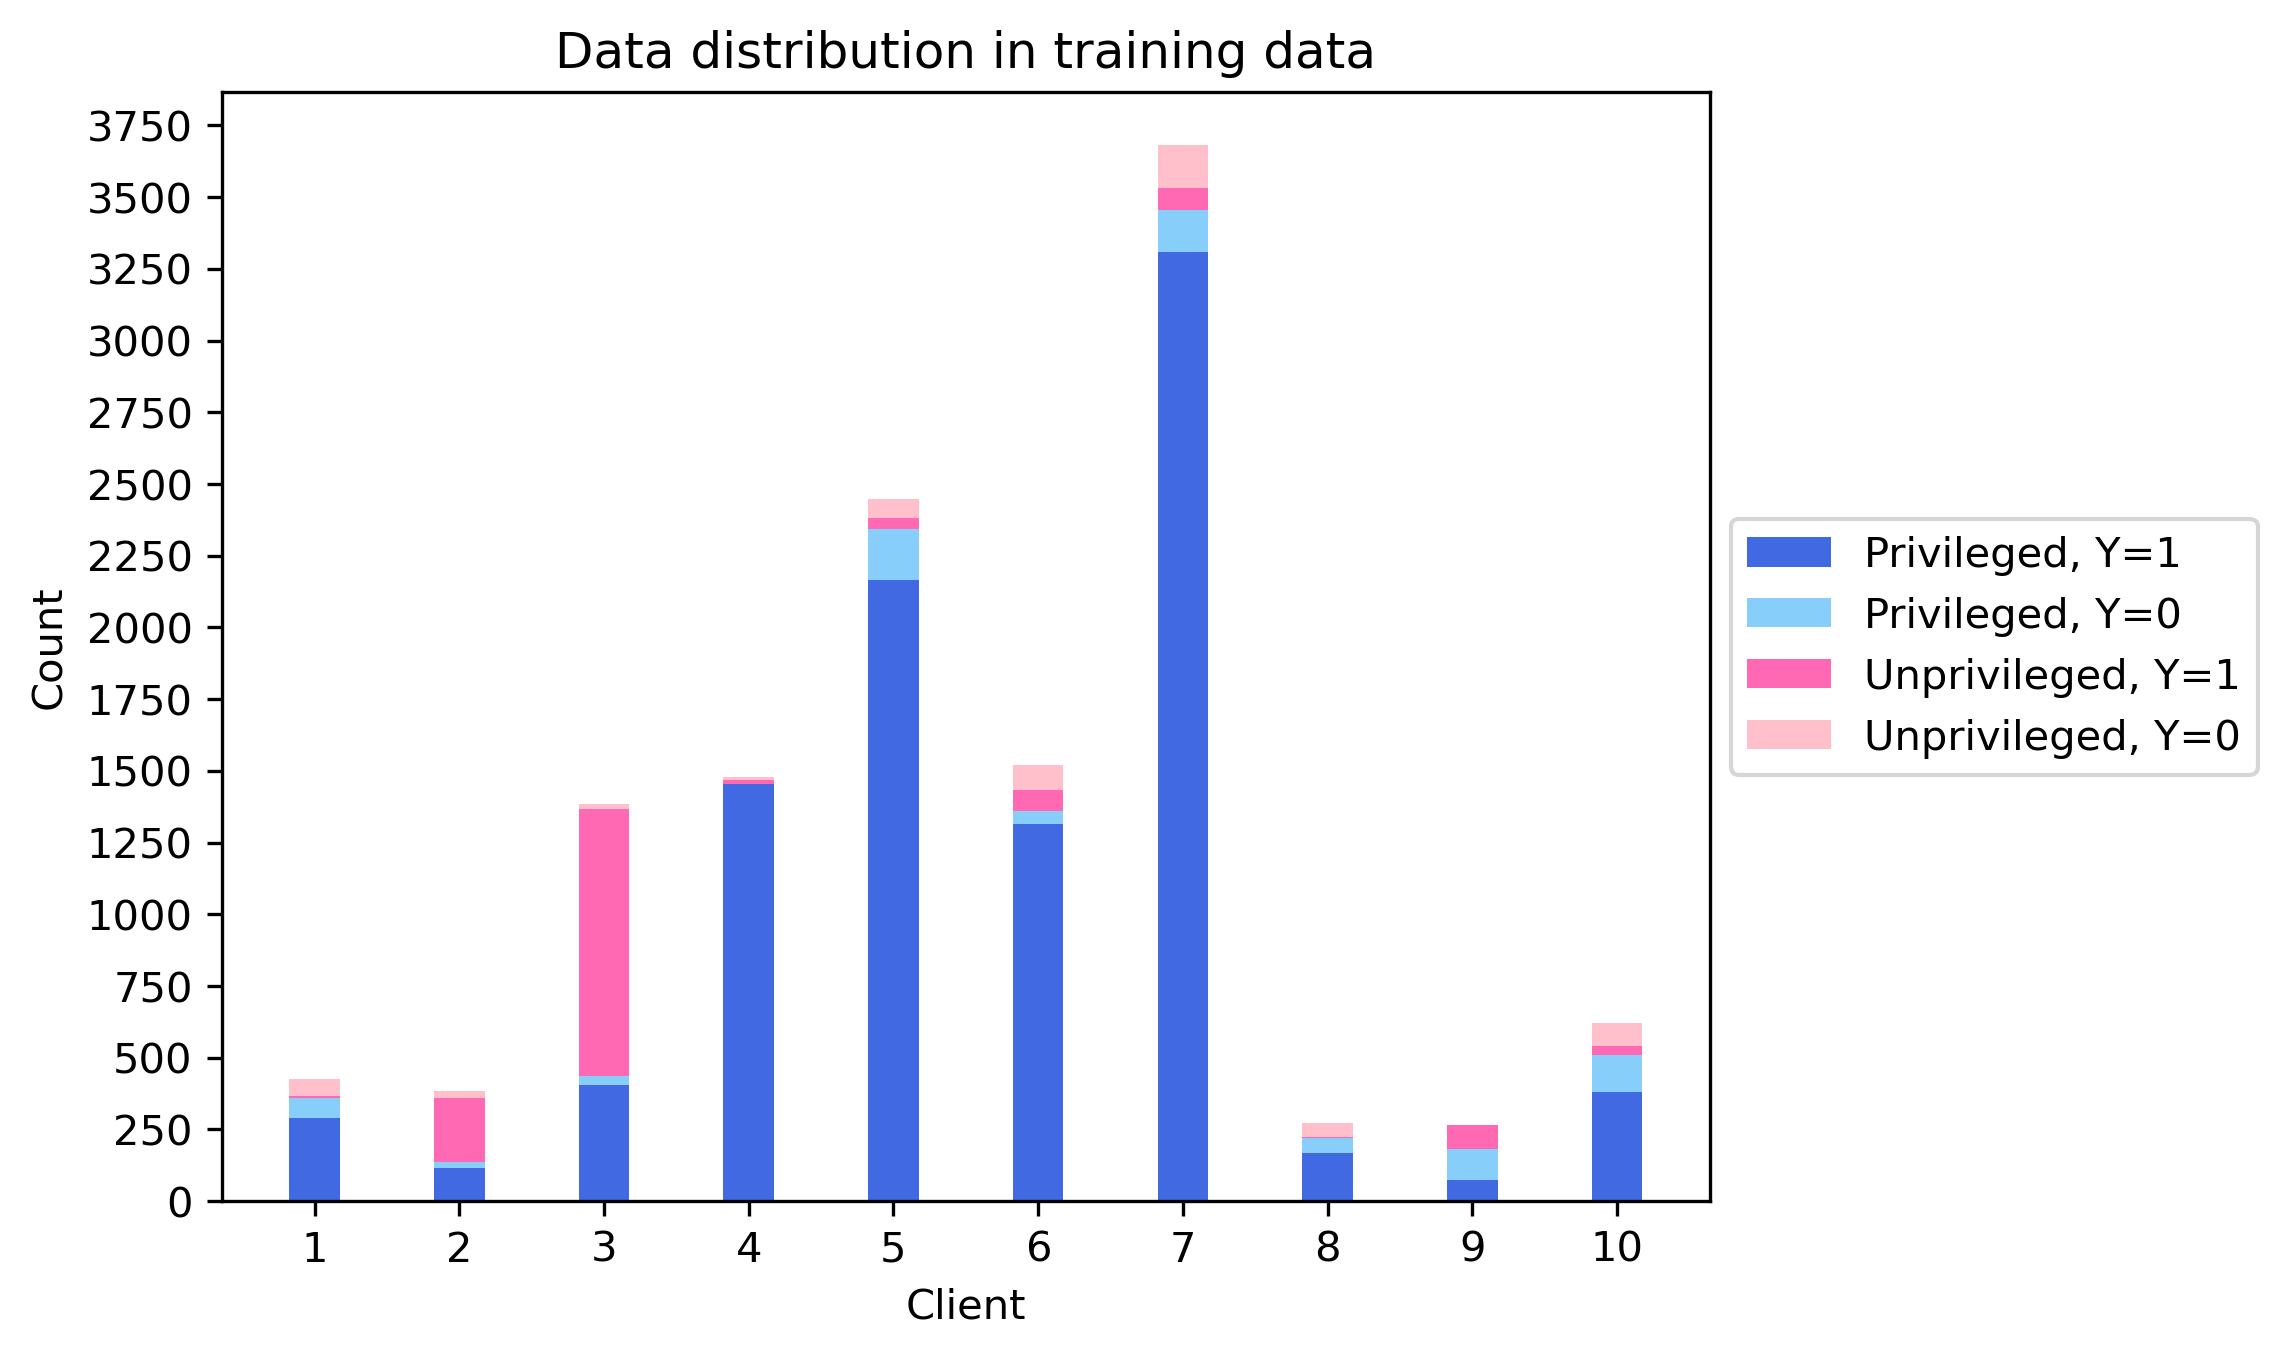 Data distribution in training data
3750
3500
3250
3000
2750
2500
2250
2000
1750
1500
1250
1000
750
500
250
0
Count
1 2 3 4 5 6 7 8 9 10
Client
Privileged, Y=1
Privileged, Y=0
Unprivileged, Y=1
Unprivileged, Y=0